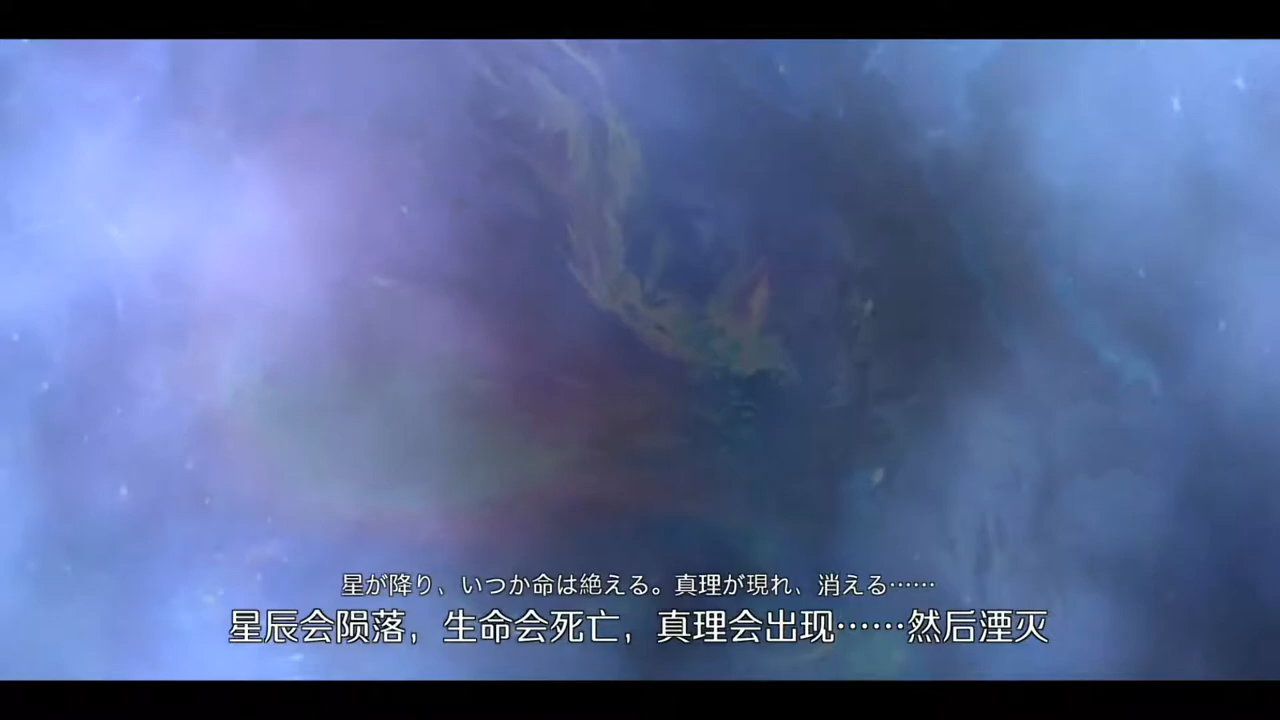 星が降り、いつか命は絶える。真理が現れ、消える……
星辰会陨落，生命会死亡，真理会出现……然后湮灭